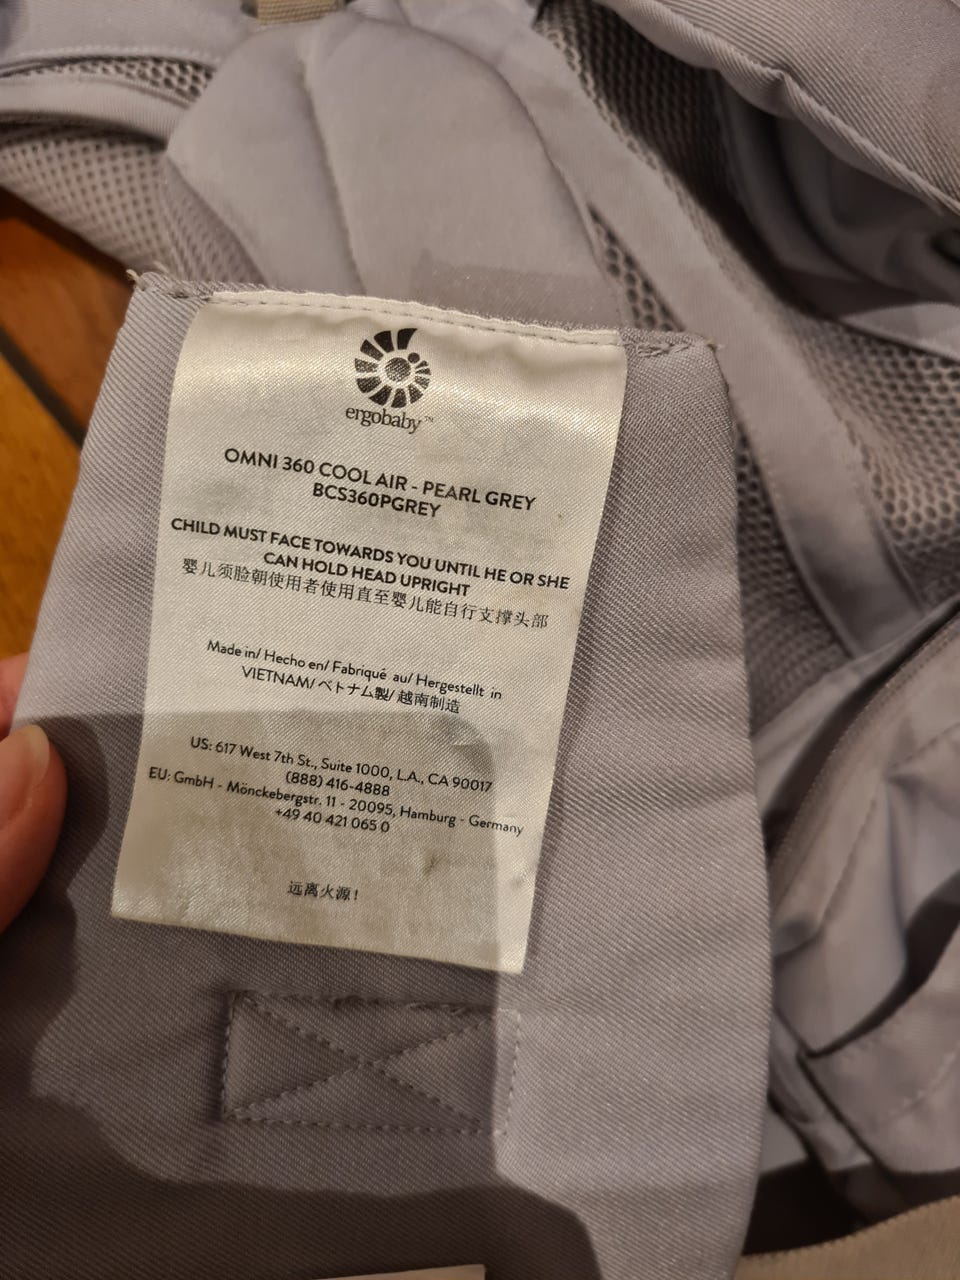 ergobaby™
OMNI 360 COOL AIR - PEARL GREY
BCS360PGREY
CHILD MUST FACE TOWARDS YOU UNTIL HE OR SHE
CAN HOLD HEAD UPRIGHT
婴儿须脸朝使用者使用直至婴儿能自行支撑头部
Made in/ Hecho en/ Fabriqué au/ Hergestellt in
VIETNAM/ベトナム製/ 越南制造
US: 617 West 7th St., Suite 1000, L.A., CA 90017
(888) 416-4888
EU: GmbH - Mönckebergstr. 11 - 20095, Hamburg - Germany
+49 40 421 065 0
远离火源!